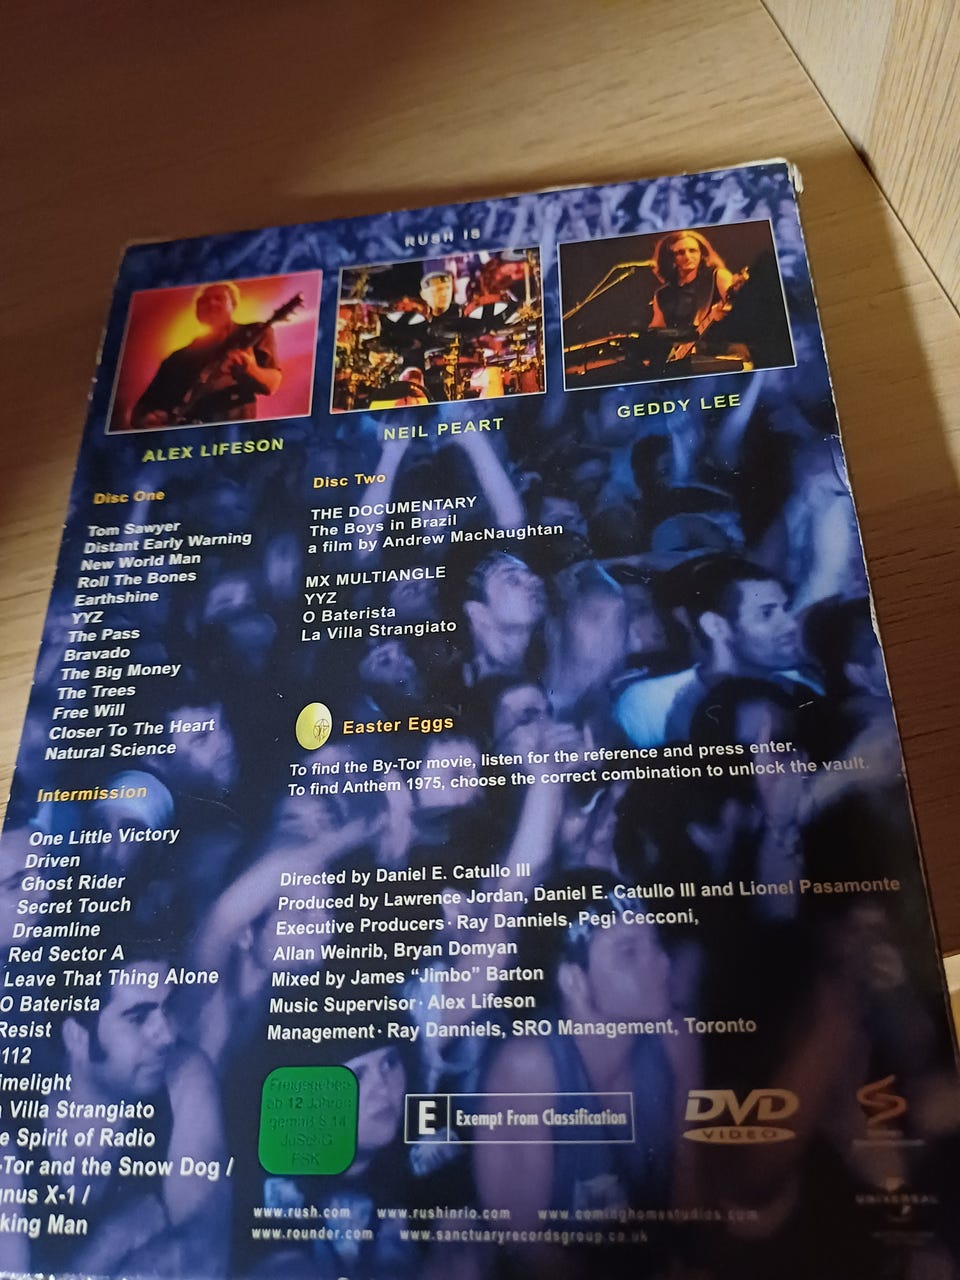 RUSH IS
ALEX LIFESON
NEIL PEART
GEDDY LEE
Disc One
Tom Sawyer
Distant Early Warning
New World Man
Roll The Bones
Earthshine
YYZ
The Pass
Bravado
The Big Money
The Trees
Free Will
Closer To The Heart
Natural Science
Intermission
One Little Victory
Driven
Ghost Rider
Secret Touch
Dreamline
Red Sector A
Leave That Thing Alone
O Baterista
Resist
112
imelight
Villa Strangiato
e Spirit of Radio
-Tor and the Snow Dog /
nus X-1 /
king Man
Disc Two
THE DOCUMENTARY
The Boys in Brazil
a film by Andrew MacNaughtan
MX MULTIANGLE
YYZ
O Baterista
La Villa Strangiato
Easter Eggs
To find the By-Tor movie, listen for the reference and press enter.
To find Anthem 1975, choose the correct combination to unlock the vault.
Directed by Daniel E. Catullo III
Produced by Lawrence Jordan, Daniel E. Catullo III and Lionel Pasamonte
Executive Producers · Ray Danniels, Pegi Cecconi,
Allan Weinrib, Bryan Domyan
Mixed by James "Jimbo" Barton
Music Supervisor · Alex Lifeson
Management · Ray Danniels, SRO Management, Toronto
Freigegeben
ab 12 Jahren
gemäß § 14
JuSchG
FSK
E Exempt From Classification
DVD
VIDEO
UNIVERSAL
www.rush.com www.rushinrio.com www.cominghomestudios.com
www.rounder.com www.sanctuaryrecordsgroup.co.uk